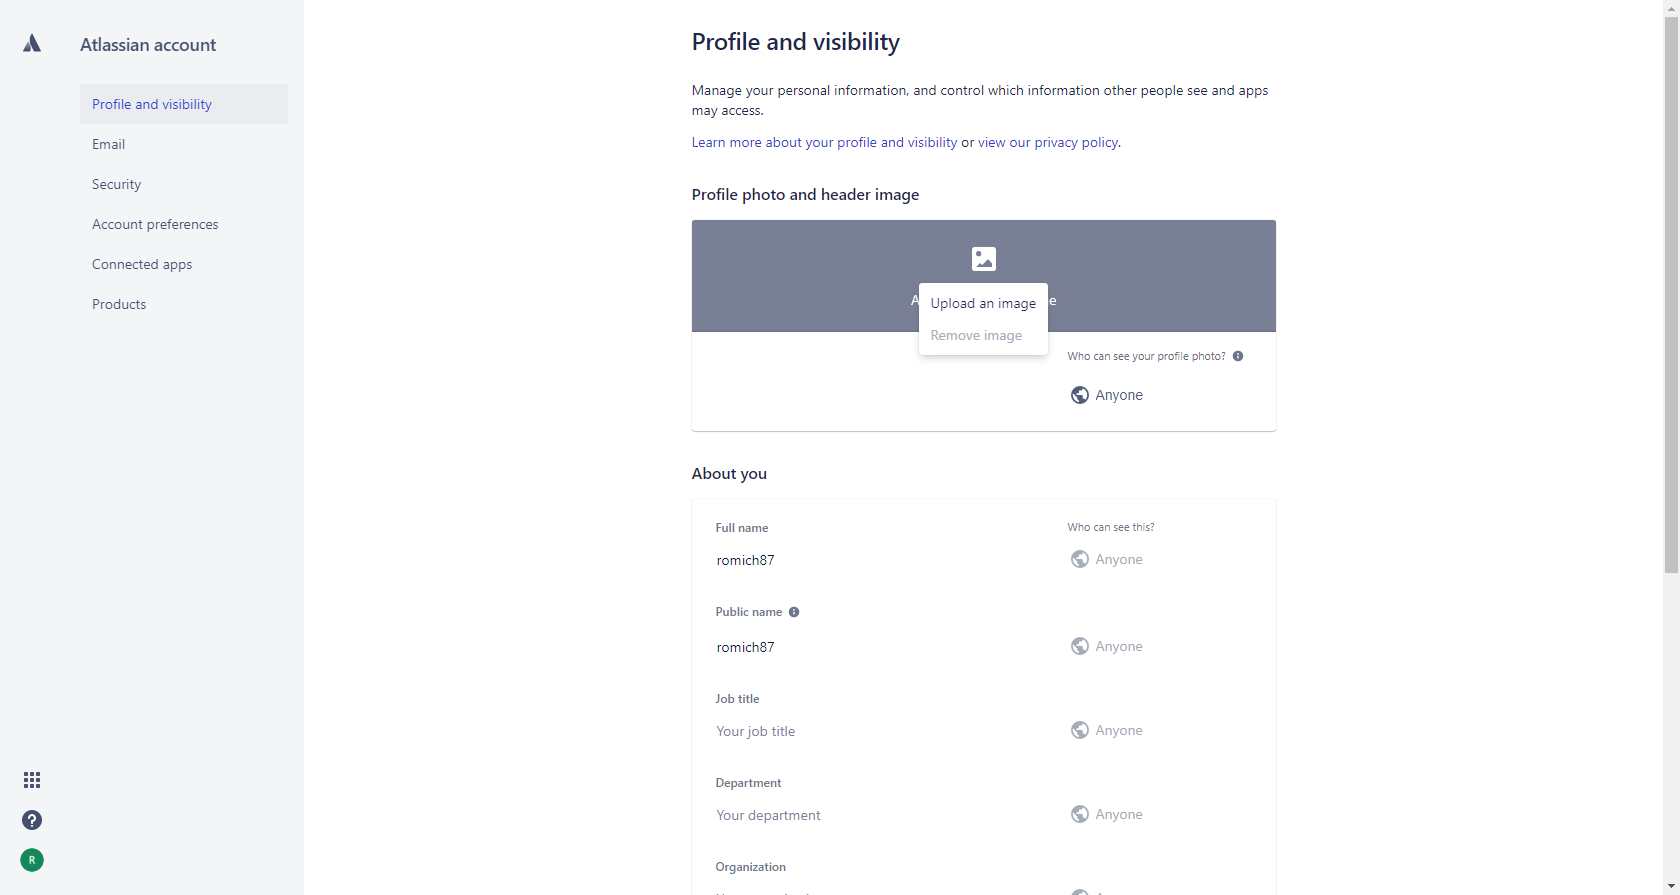 Atlassian account
Profile and visibility
Email
Security
Account preferences
Connected apps
Products
R
Profile and visibility
Manage your personal information, and control which information other people see and apps
may access.
Learn more about your profile and visibility or view our privacy policy.
Profile photo and header image
Upload an image
Remove image
Who can see your profile photo?
Anyone
About you
Full name
Who can see this?
romich87
Anyone
Public name
romich87
Anyone
Job title
Your job title
Anyone
Department
Your department
Anyone
Organization